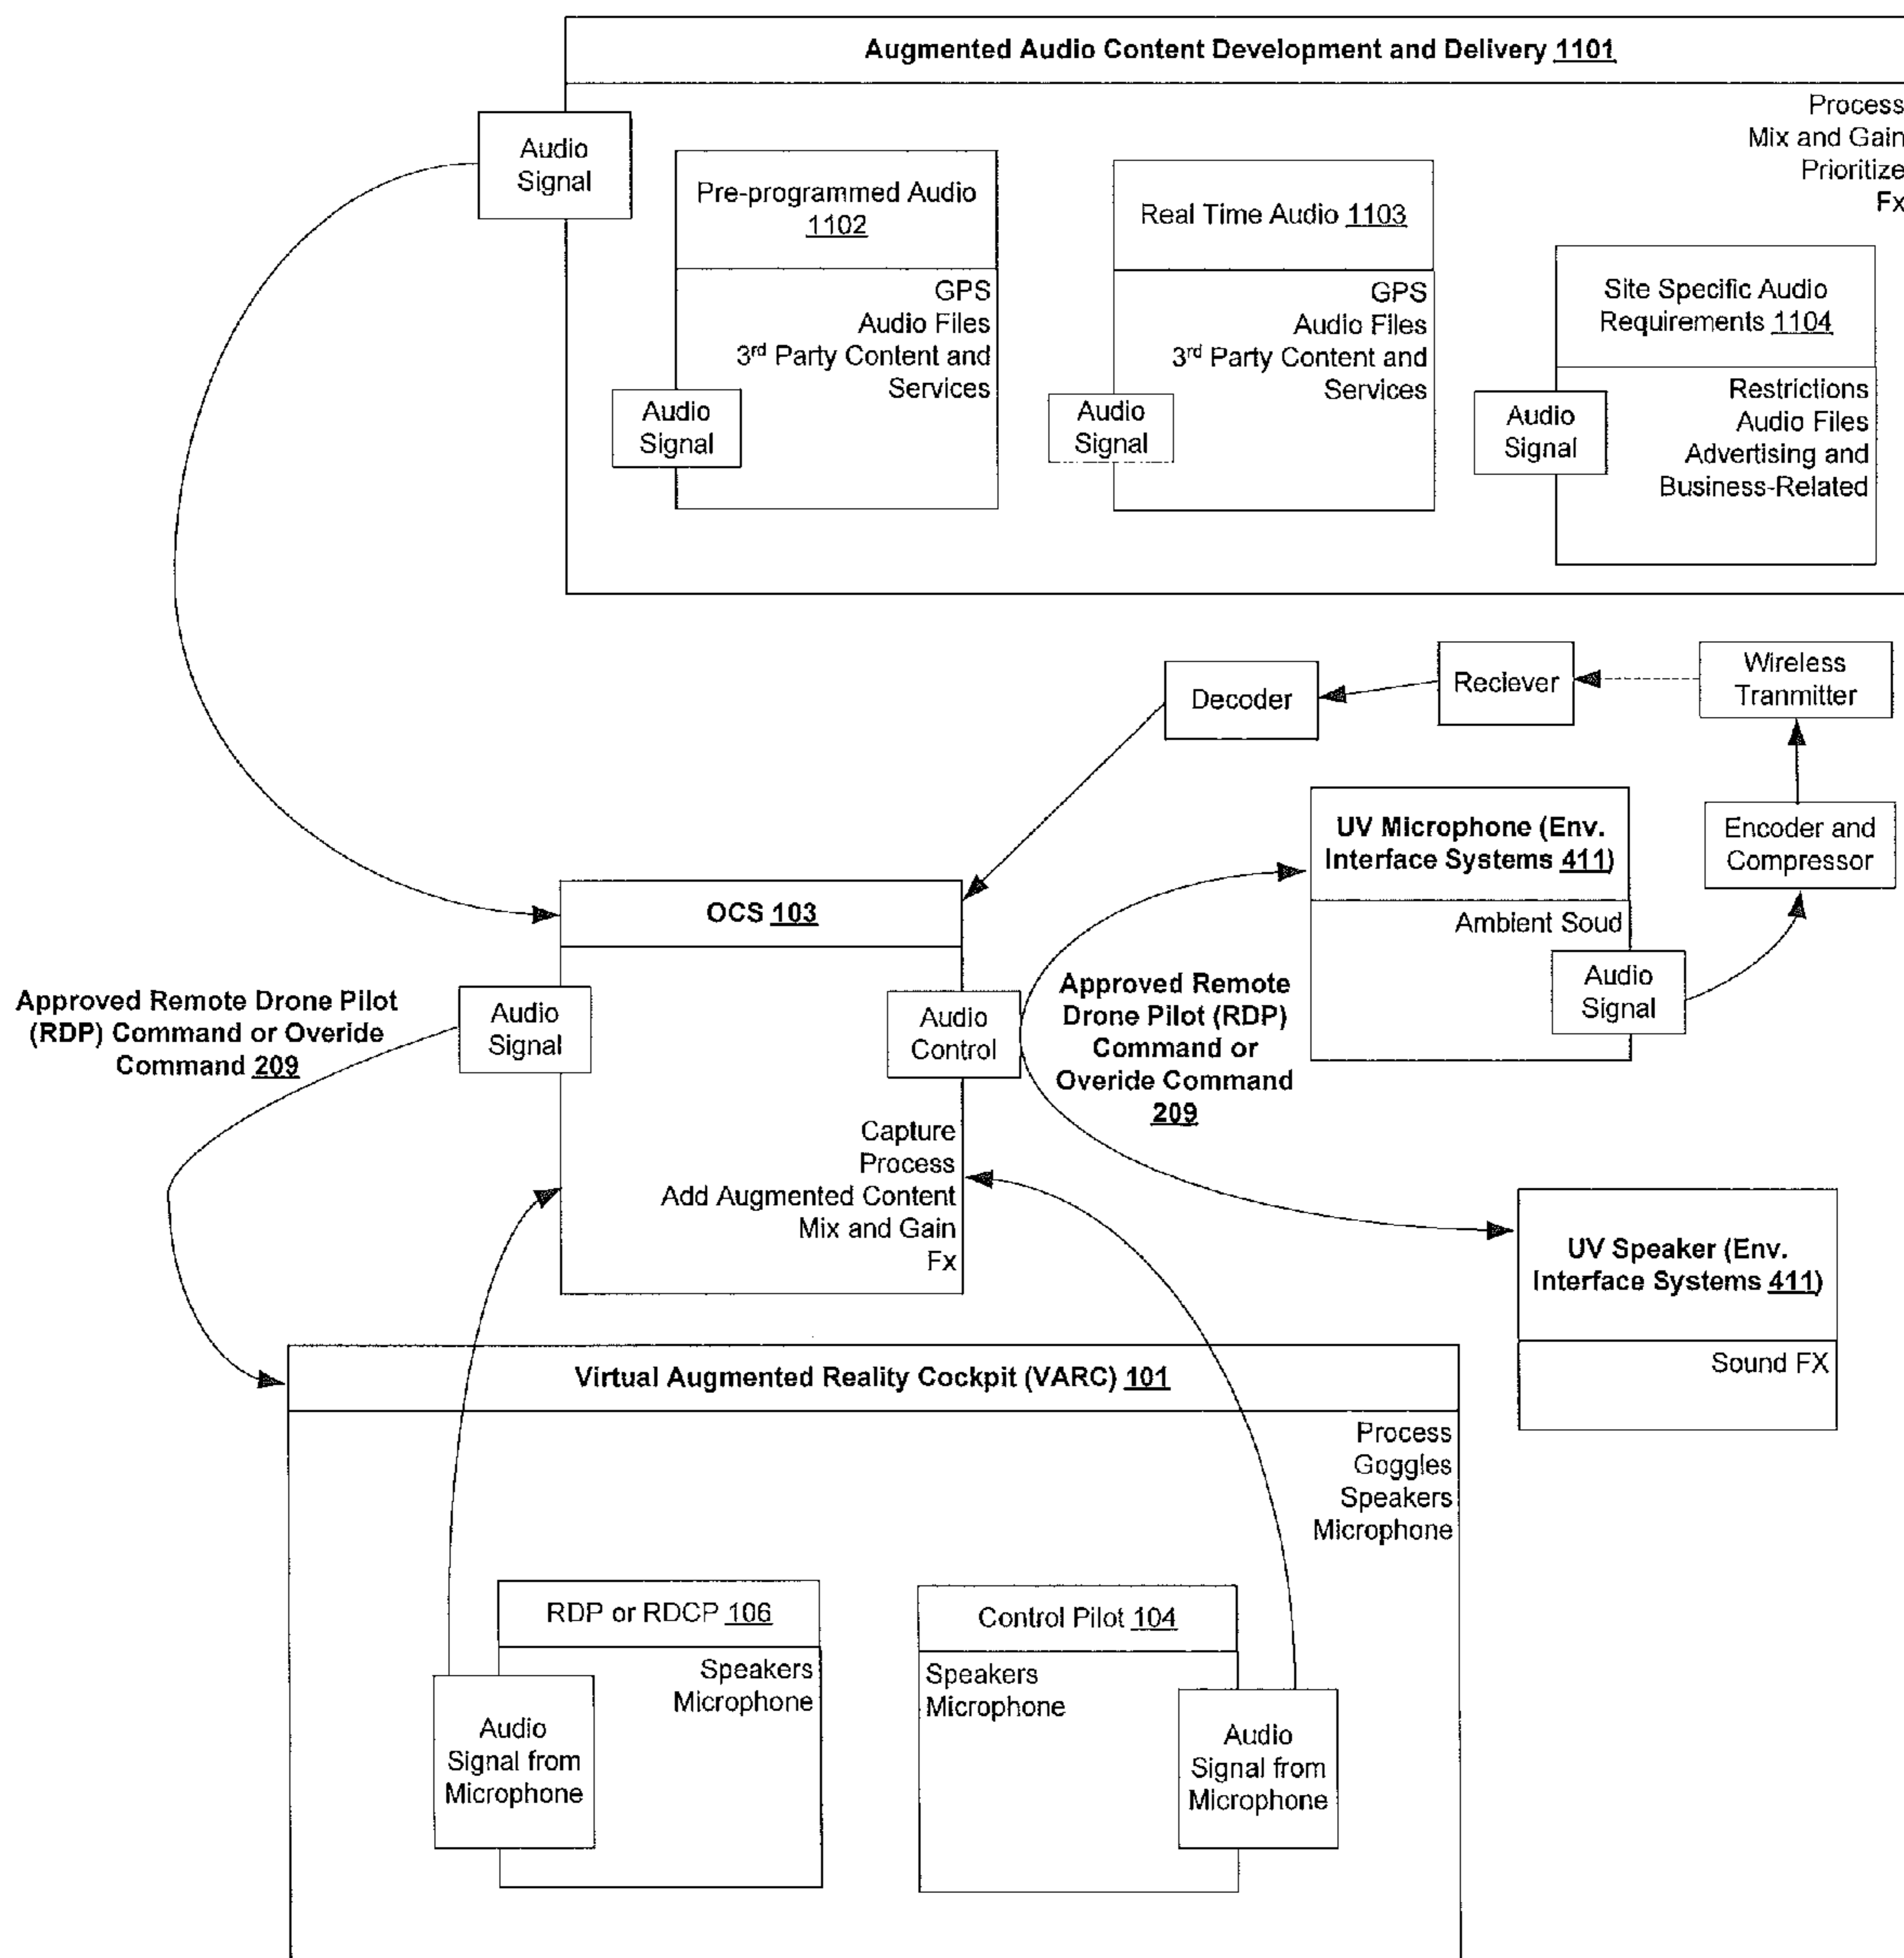 Augmented Audio Content Development and Delivery 1101
Process
Mix and Gain
Prioritize
Fx
Audio
Signal
Pre-programmed Audio
1102
GPS
Audio Files
3rd Party Content and
Services
Audio
Signal
Real Time Audio 1103
GPS
Audio Files
3rd Party Content and
Services
Audio
Signal
Site Specific Audio
Requirements 1104
Restrictions
Audio Files
Advertising and
Business-Related
Audio
Signal
Wireless
Tranmitter
Reciever
Decoder
Encoder and
Compressor
UV Microphone (Env.
Interface Systems 411)
Ambient Soud
Audio
Signal
OCS 103
Audio
Signal
Audio
Control
Capture
Process
Add Augmented Content
Mix and Gain
Fx
Approved Remote Drone Pilot
(RDP) Command or Overide
Command 209
Approved Remote
Drone Pilot (RDP)
Command or
Overide Command
209
UV Speaker (Env.
Interface Systems 411)
Sound FX
Virtual Augmented Reality Cockpit (VARC) 101
Process
Goggles
Speakers
Microphone
RDP or RDCP 106
Speakers
Microphone
Audio
Signal from
Microphone
Control Pilot 104
Speakers
Microphone
Audio
Signal from
Microphone